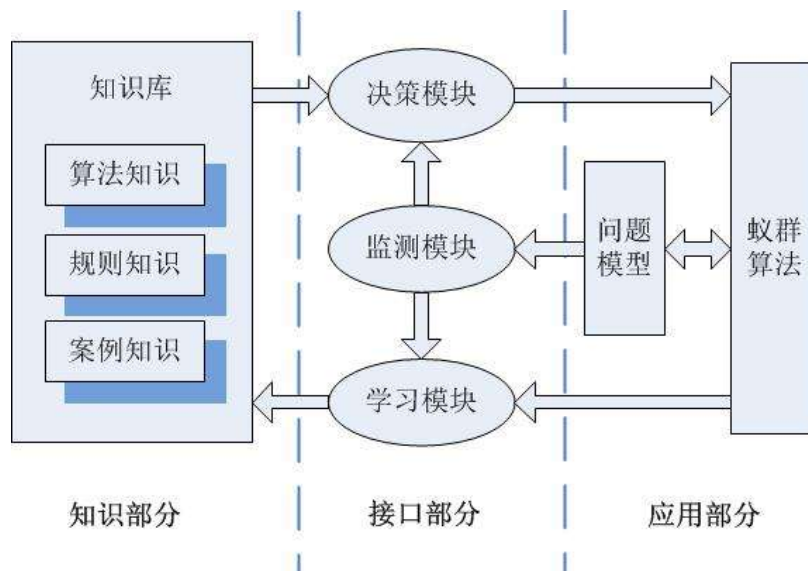 知识库
算法知识
规则知识
案例知识
决策模块
监测模块
学习模块
问题
模型
蚁群
算法
知识部分
接口部分
应用部分